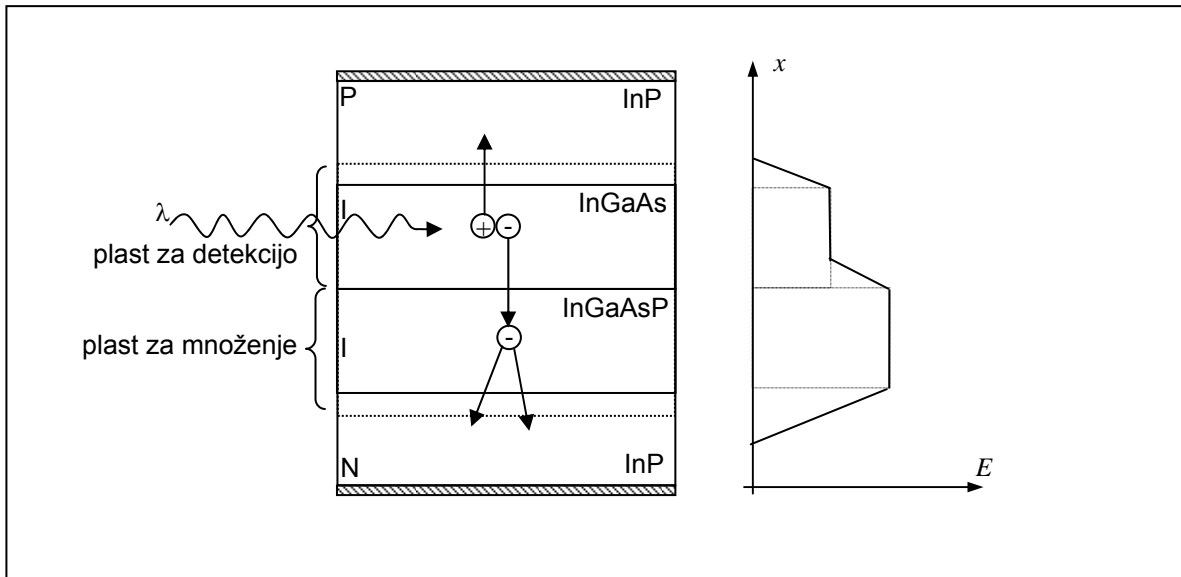 P InP
x
I InGaAs
λ
+ -
plast za detekcijo
InGaAsP
-
plast za množenje I
N InP
E